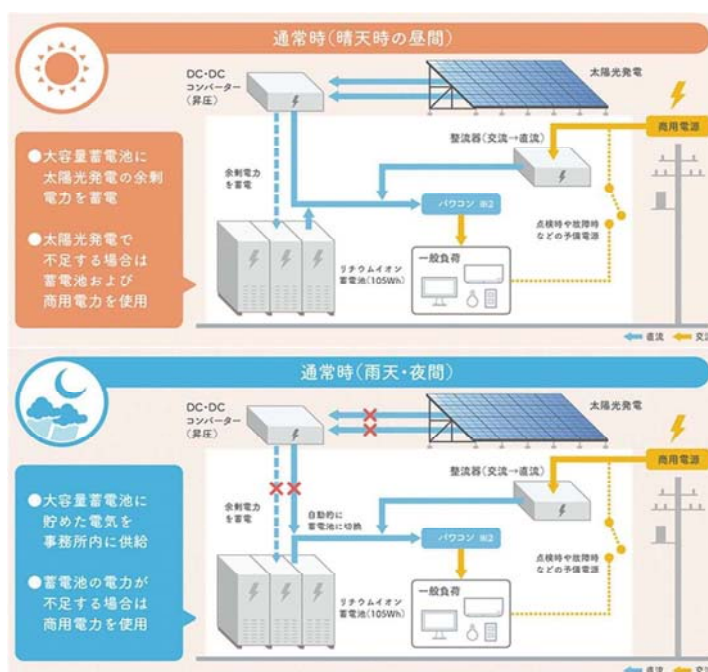 通常時(晴天時の昼間)
DC・DC
コンバーター
(昇圧)
太陽光発電
商用電源
整流器(交流→直流)
●大容量蓄電池に
太陽光発電の余剰
電力を蓄電
●太陽光発電で
不足する場合は
蓄電池および
商用電力を使用
余剰電力
を蓄電
パワコン ※2
点検時や故障時
などの予備電源
一般負荷
リチウムイオン
蓄電池(105Wh)
直流 交流
通常時(雨天・夜間)
DC・DC
コンバーター
(昇圧)
太陽光発電
商用電源
整流器(交流→直流)
●大容量蓄電池に
貯めた電気を
事務所内に供給
●蓄電池の電力が
不足する場合は
商用電力を使用
余剰電力
を蓄電
自動的に
蓄電池に切換
パワコン ※2
点検時や故障時
などの予備電源
一般負荷
リチウムイオン
蓄電池(105Wh)
直流 交流